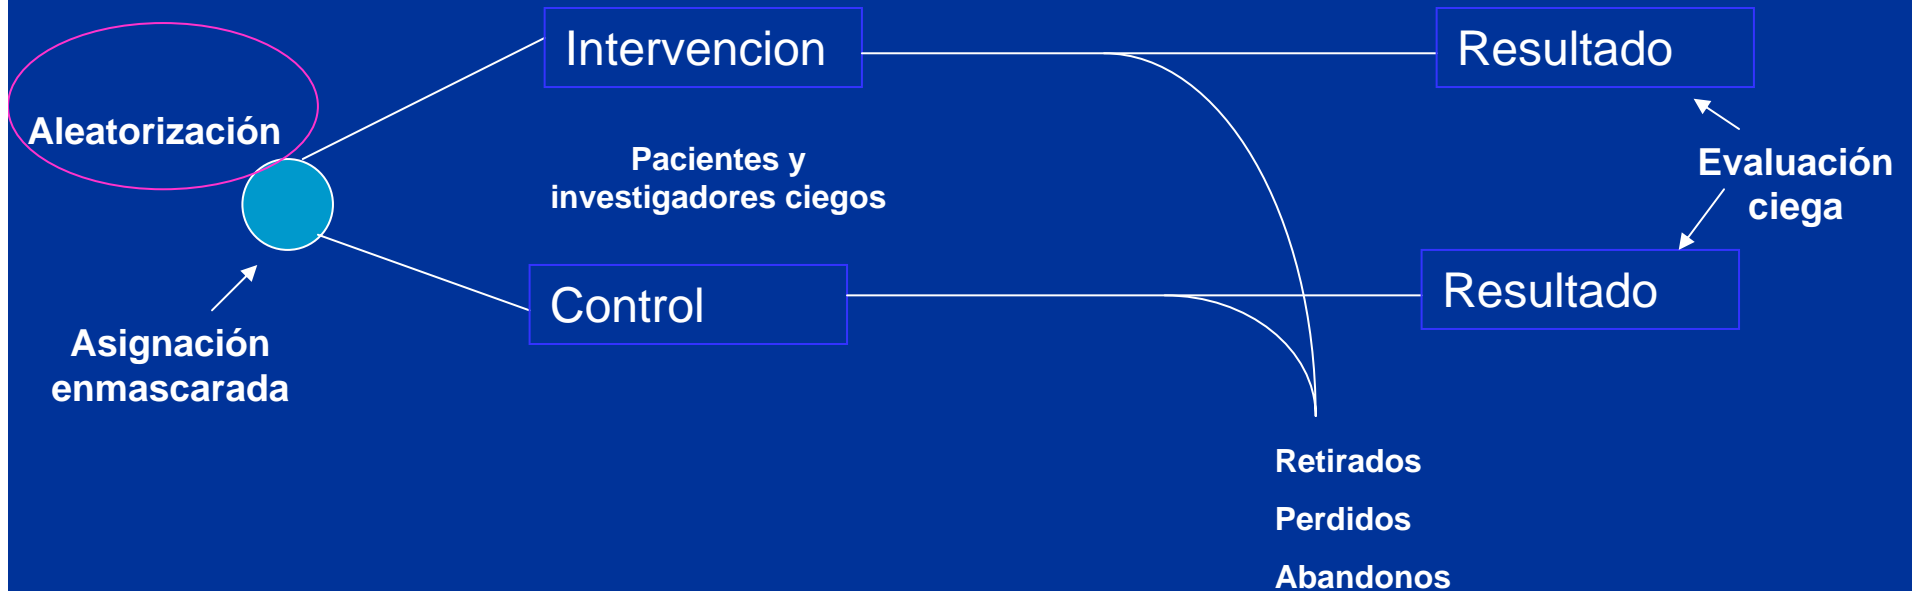 Intervencion
Resultado
Aleatorización
Pacientes y
investigadores ciegos
Evaluación
ciega
Control
Resultado
Asignación
enmascarada
Retirados
Perdidos
Abandonos